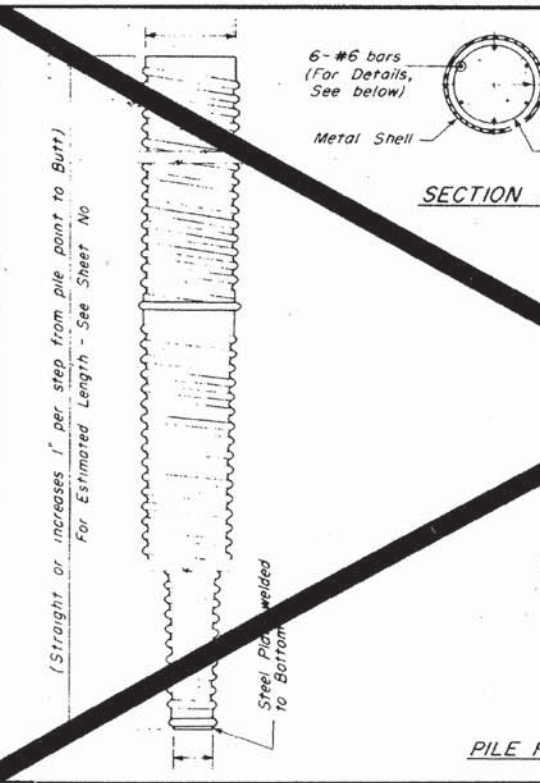 6-#6 bars
(For Details,
See below)
Metal Shell
SECTION
(Straight or increases 1" per step from pile point to Butt)
For Estimated Length - See Sheet No
Steel welded
to Bottom
PILE